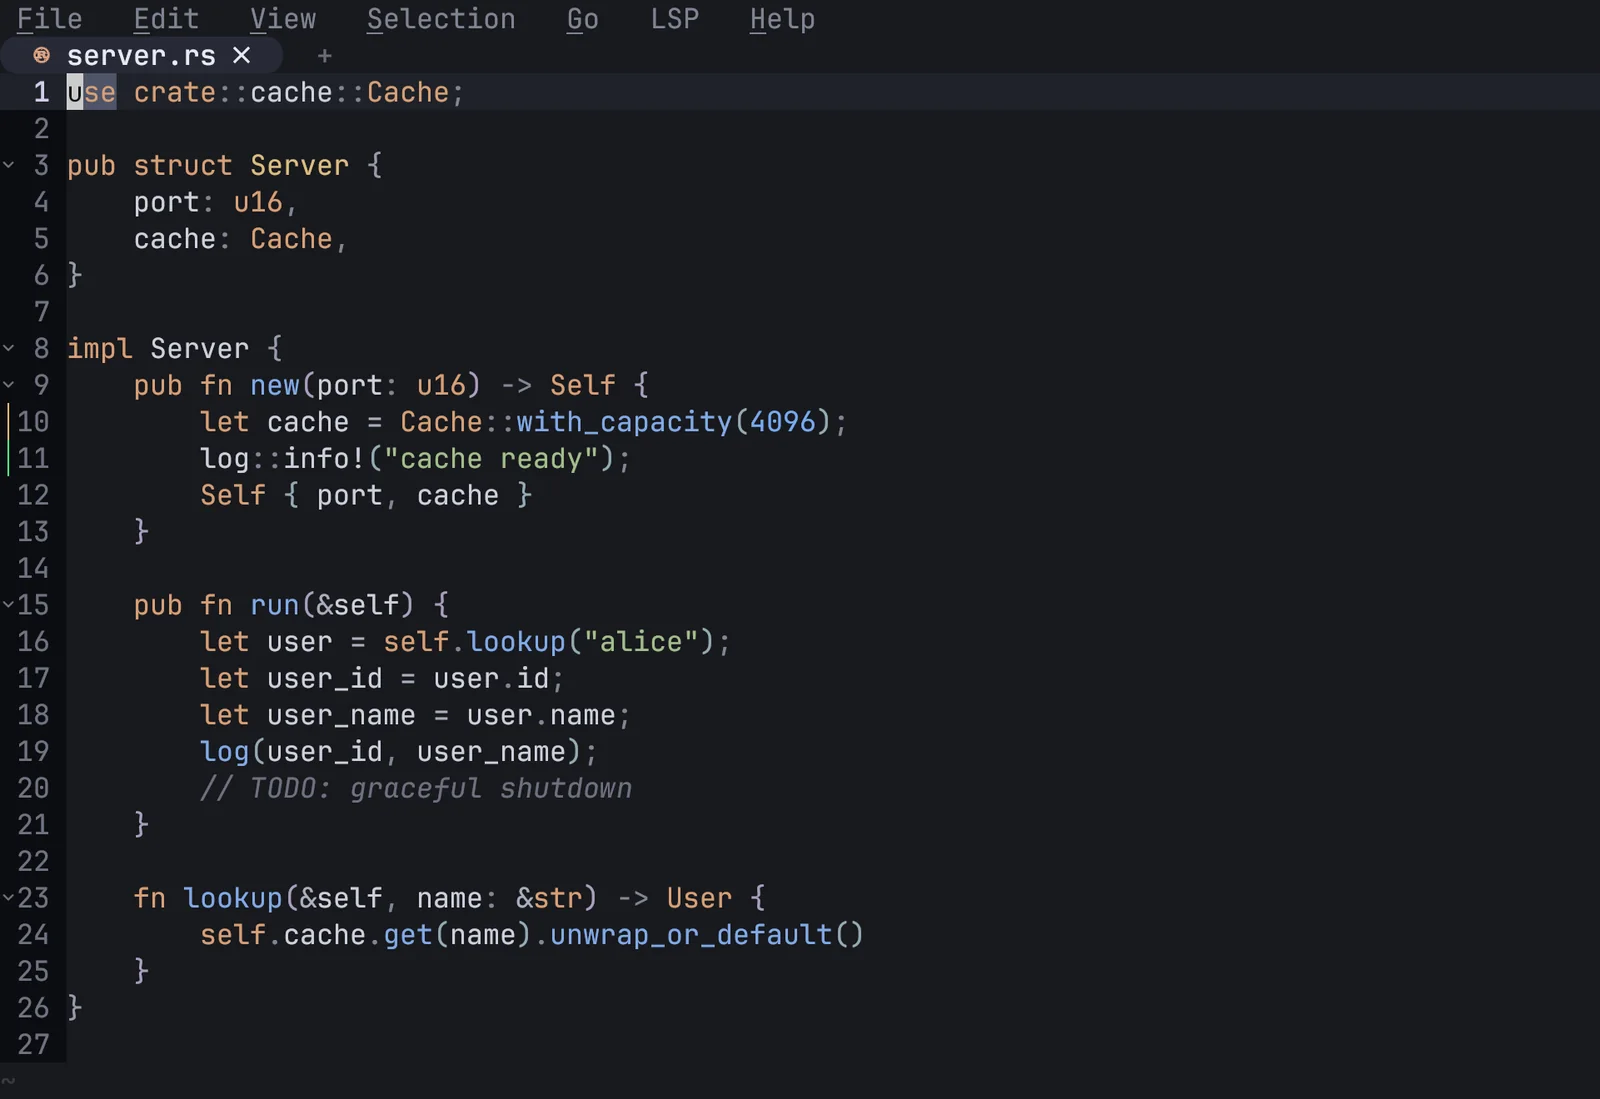 File Edit View Selection Go LSP Help
server.rs × +
1 use crate::cache::Cache;
2
3 pub struct Server {
4     port: u16,
5     cache: Cache,
6 }
7
8 impl Server {
9     pub fn new(port: u16) -> Self {
10         let cache = Cache::with_capacity(4096);
11         log::info!("cache ready");
12         Self { port, cache }
13     }
14
15     pub fn run(&self) {
16         let user = self.lookup("alice");
17         let user_id = user.id;
18         let user_name = user.name;
19         log(user_id, user_name);
20         // TODO: graceful shutdown
21     }
22
23     fn lookup(&self, name: &str) -> User {
24         self.cache.get(name).unwrap_or_default()
25     }
26 }
27
~